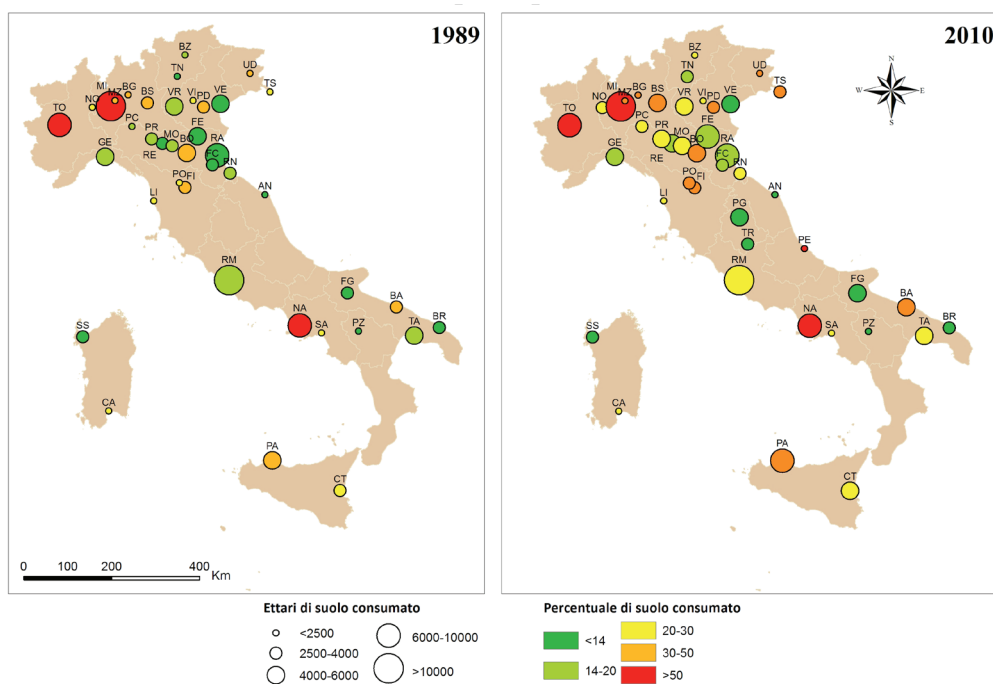 1989
BZ
TN
UD
TS
MI
BG
NO
MZ
BS
VR
VI
PD
VE
TO
PC
PR
MO
FE
RE
BO
RA
FC
GE
RN
PO
FI
LI
AN
RM
FG
BA
NA
SA
PZ
TA
BR
SS
CA
PA
CT
0 100 200 400
Km
2010
N
W E
S
BZ
TN
UD
TS
MI
BG
NO
MZ
BS
VR
VI
PD
VE
TO
PC
PR
MO
FE
RE
BO
RA
FC
GE
RN
PO
FI
LI
AN
PG
TR
PE
RM
FG
BA
NA
SA
PZ
TA
BR
SS
CA
PA
CT
Ettari di suolo consumato
<2500
2500-4000
4000-6000
6000-10000
>10000
Percentuale di suolo consumato
<14
14-20
20-30
30-50
>50